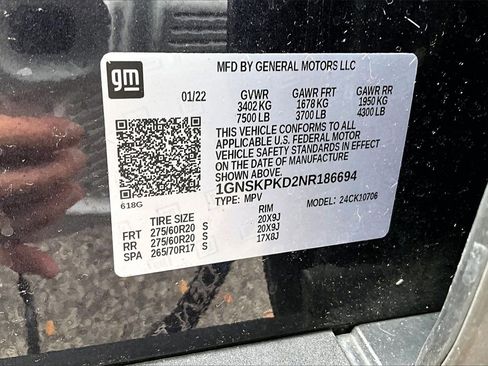 gm
MFD BY GENERAL MOTORS LLC
01/22 GVWR GAWR FRT GAWR RR
3402 KG 1678 KG 1950 KG
7500 LB 3700 LB 4300 LB
THIS VEHICLE CONFORMS TO ALL
APPLICABLE U.S. FEDERAL MOTOR
VEHICLE SAFETY STANDARDS IN EFFECT
ON THE DATE OF MANUFACTURE
1GNSKPKD2NR186694
618G TYPE: MPV MODEL: 24CK10706
TIRE SIZE RIM
FRT 275/60R20 S 20X9J
RR 275/60R20 S 20X9J
SPA 265/70R17 S 17X8J